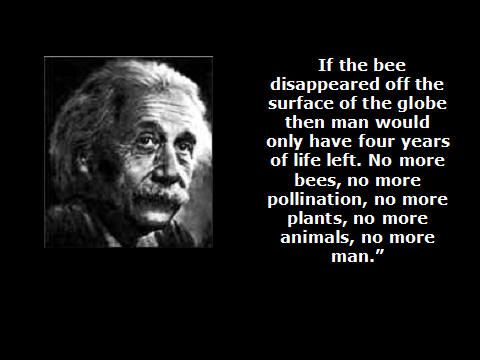 If the bee
disappeared off the
surface of the globe
then man would
only have four years
of life left. No more
bees, no more
pollination, no more
plants, no more
animals, no more
man.”